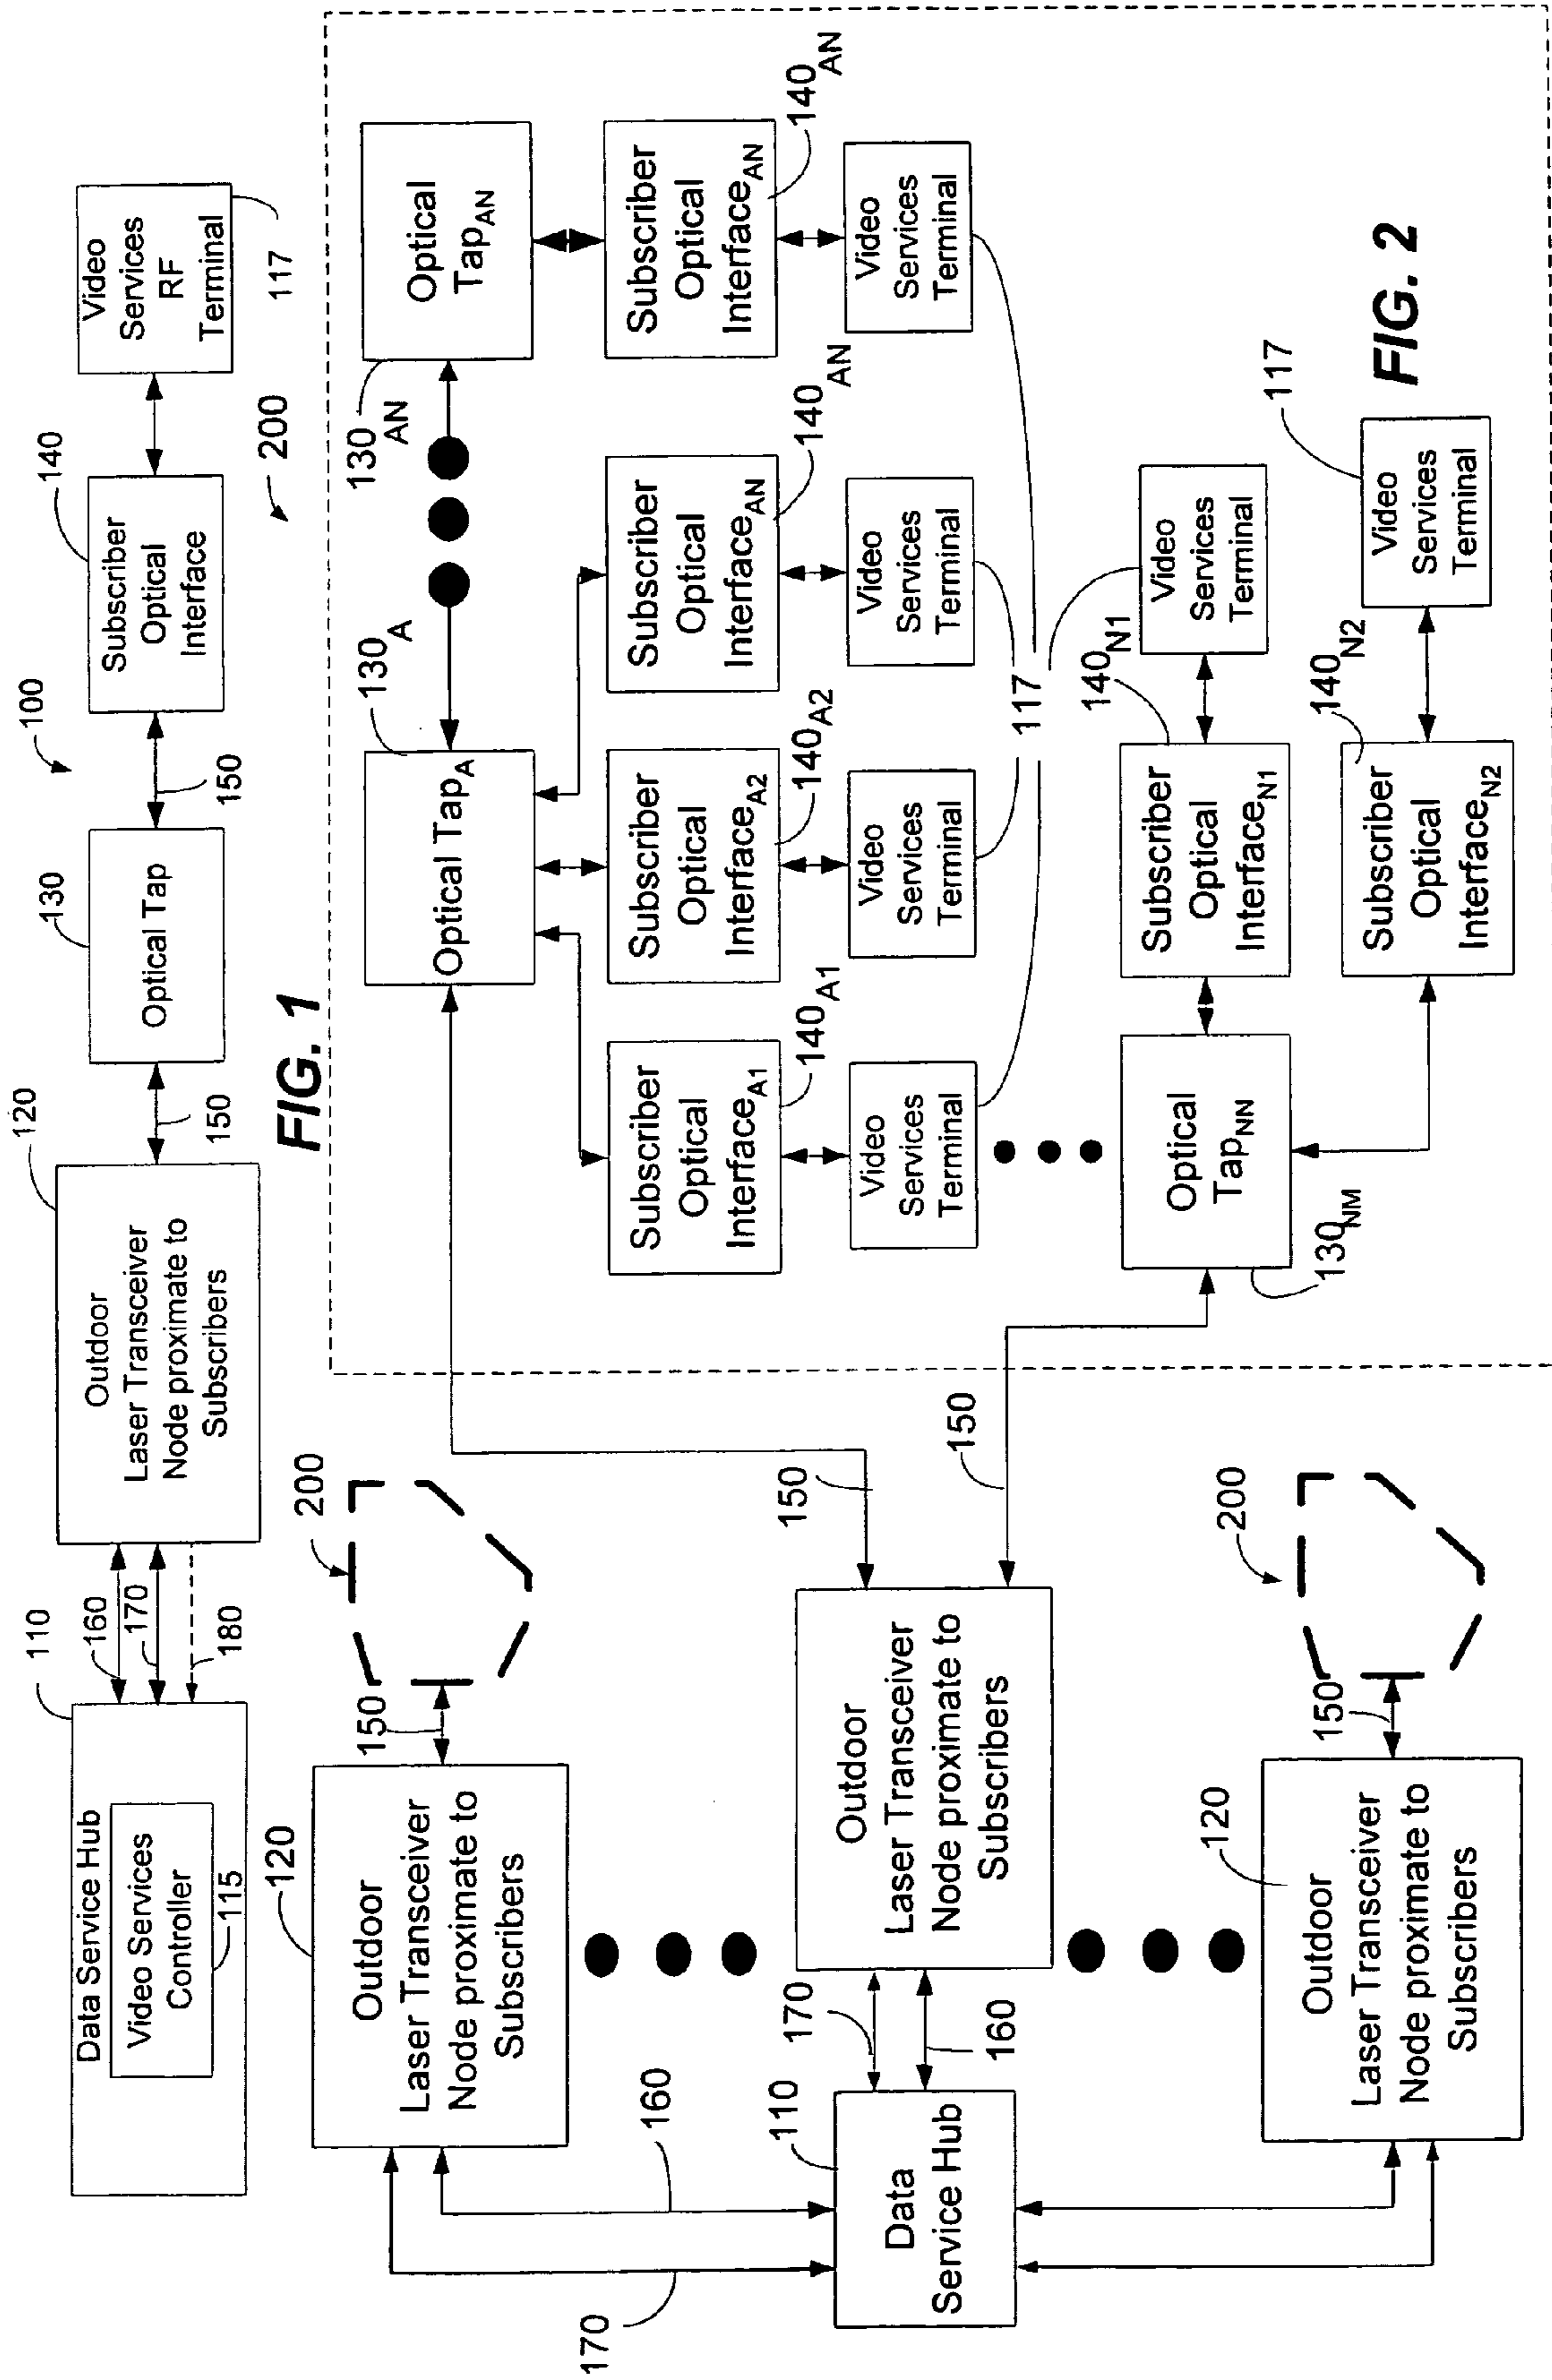 100
110
Data Service Hub
Video Services
Controller
115
160
170
180
120
Outdoor
Laser Transceiver
Node proximate to
Subscribers
150
130
Optical Tap
150
140
Subscriber
Optical
Interface
Video
Services
RF
Terminal
117
FIG. 1
200
120
Outdoor
Laser Transceiver
Node proximate to
Subscribers
150
200
160
170
110
Data
Service Hub
170
160
Outdoor
Laser Transceiver
Node proximate to
Subscribers
150
150
120
Outdoor
Laser Transceiver
Node proximate to
Subscribers
150
200
Optical TapA
130A
130AN
Optical
TapAN
Subscriber
Optical
InterfaceA1
140A1
Subscriber
Optical
InterfaceA2
140A2
Subscriber
Optical
InterfaceAN
140AN
Subscriber
Optical
InterfaceAN
140AN
Video
Services
Terminal
Video
Services
Terminal
Video
Services
Terminal
Video
Services
Terminal
117
Optical
TapNN
130NM
Subscriber
Optical
InterfaceN1
140N1
Video
Services
Terminal
Subscriber
Optical
InterfaceN2
140N2
Video
Services
Terminal
117
FIG. 2